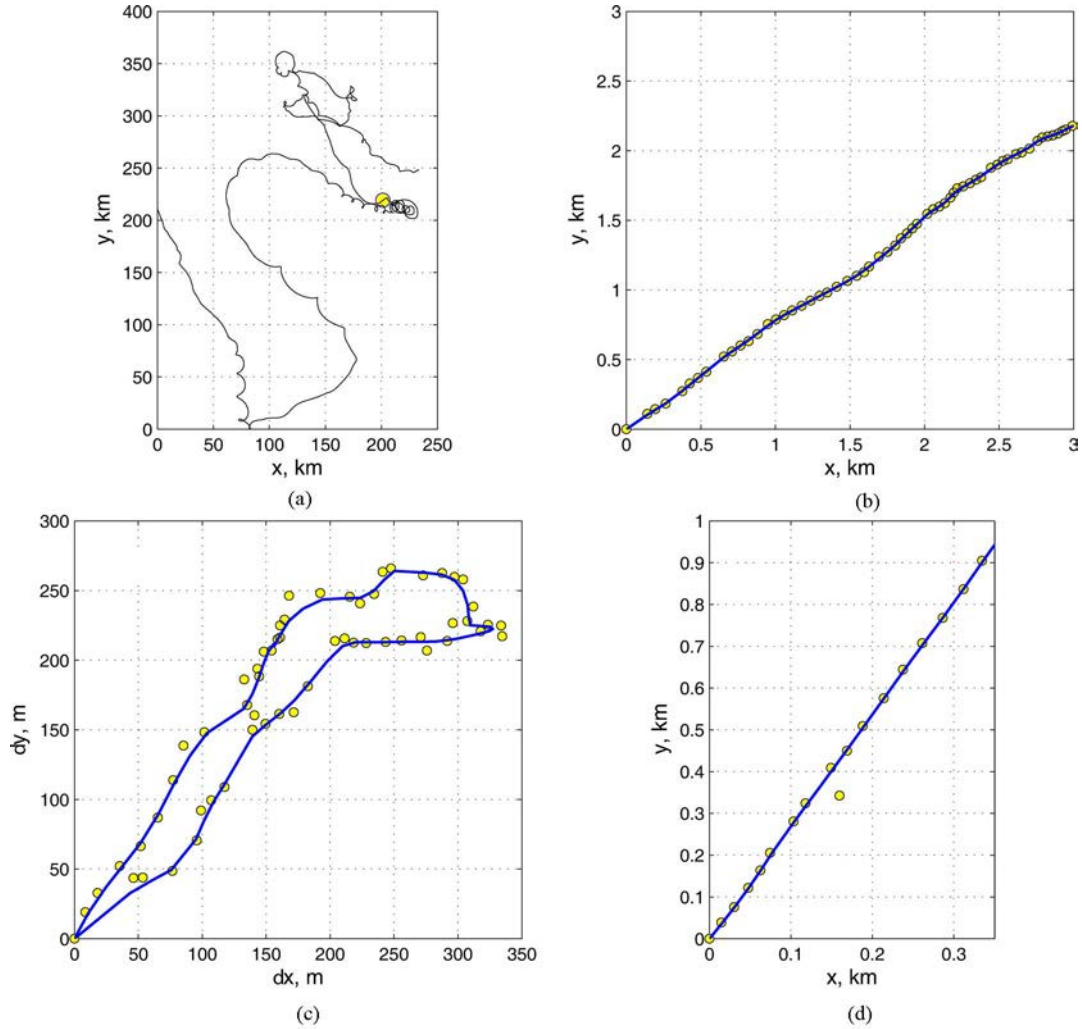 400
350
300
250
200
150
100
50
0
y, km
0 50 100 150 200 250
x, km
(a)
3
2.5
2
1.5
1
0.5
0
y, km
0 0.5 1 1.5 2 2.5 3
x, km
(b)
300
250
200
150
100
50
0
dy, m
0 50 100 150 200 250 300 350
dx, m
(c)
1
0.9
0.8
0.7
0.6
0.5
0.4
0.3
0.2
0.1
0
y, km
0 0.1 0.2 0.3
x, km
(d)